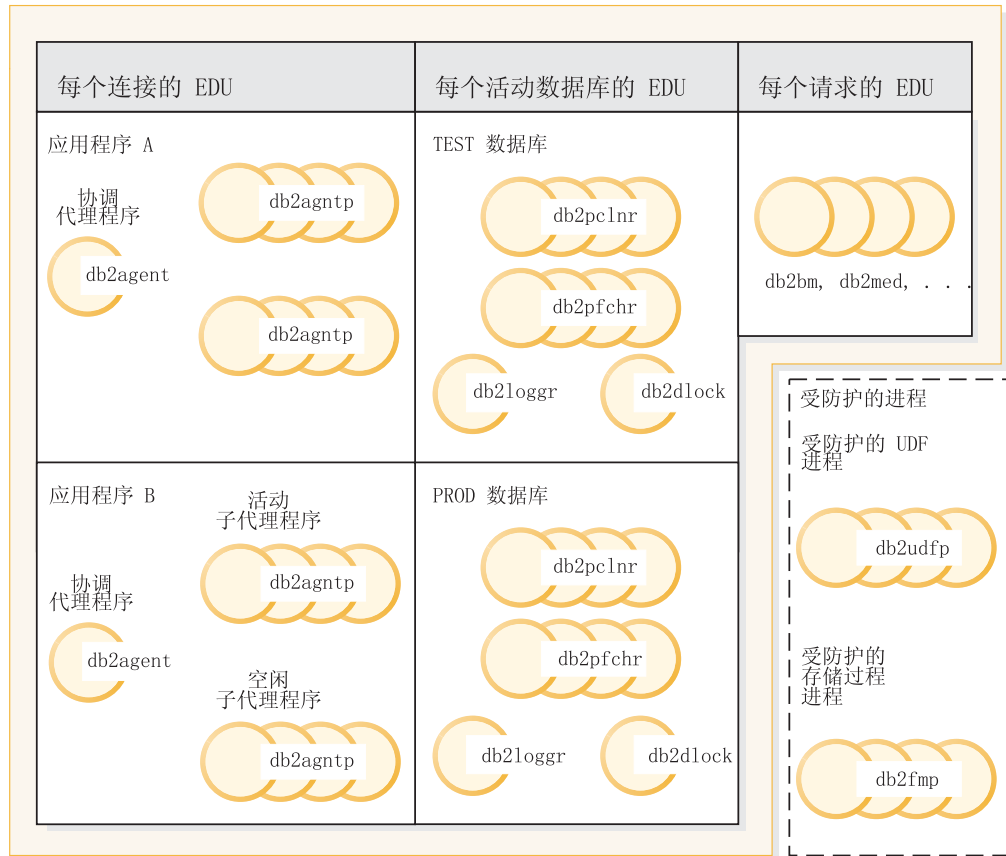 每个连接的 EDU
每个活动数据库的 EDU
每个请求的 EDU
应用程序 A
协调
代理程序
db2agent
db2agntp
db2agntp
TEST 数据库
db2pclnr
db2pfchr
db2loggr
db2dlock
db2bm, db2med, . . .
应用程序 B
协调
代理程序
db2agent
活动
子代理程序
db2agntp
空闲
子代理程序
db2agntp
PROD 数据库
db2pclnr
db2pfchr
db2loggr
db2dlock
受防护的进程
受防护的 UDF
进程
db2udfp
受防护的
存储过程
进程
db2fmp